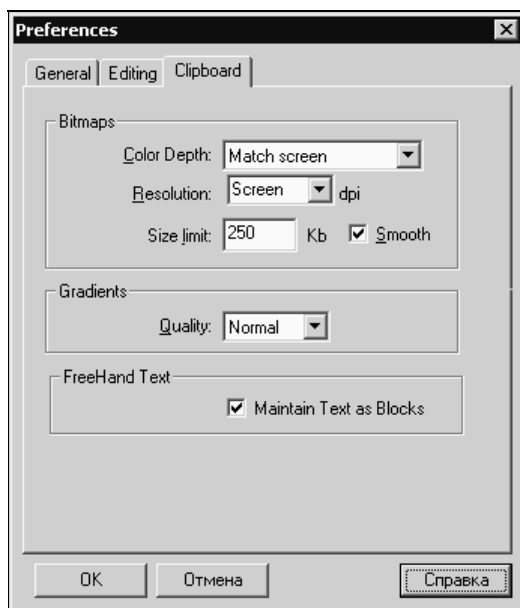 Preferences
General Editing Clipboard
Bitmaps
Color Depth: Match screen
Resolution: Screen dpi
Size limit: 250 Kb Smooth
Gradients
Quality: Normal
FreeHand Text
Maintain Text as Blocks
OK Отмена Справка